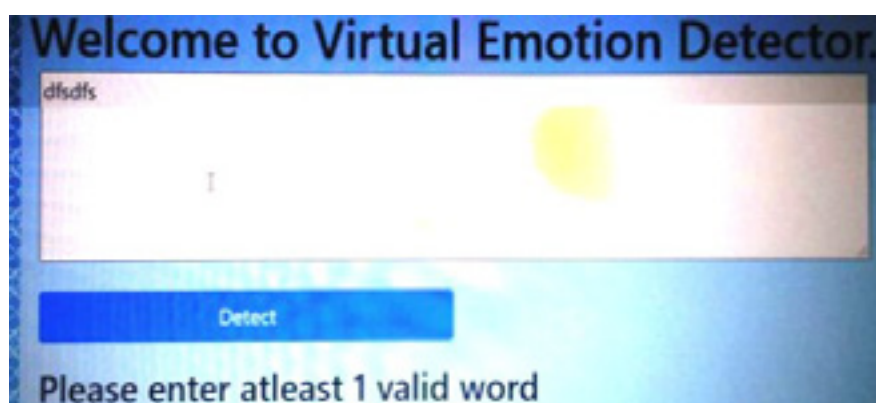 Welcome to Virtual Emotion Detector.
dfsdfs
Detect
Please enter atleast 1 valid word